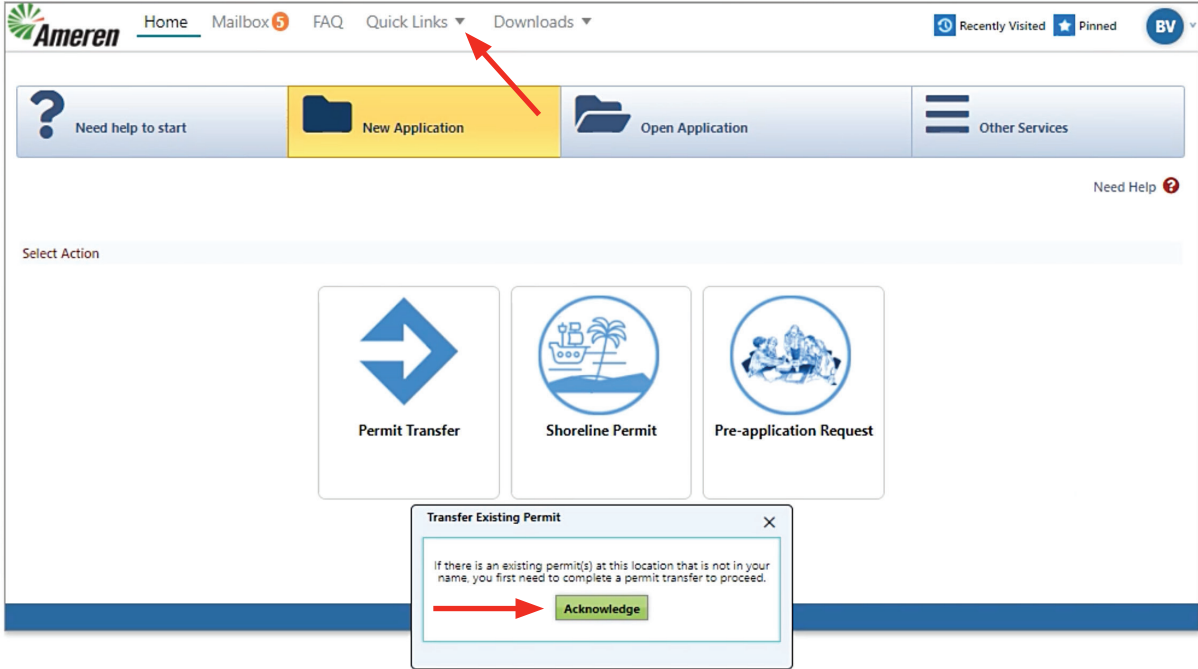 Ameren
Home Mailbox 5 FAQ Quick Links Downloads Recently Visited Pinned BV
Need help to start New Application Open Application Other Services
Need Help ?
Select Action
Permit Transfer Shoreline Permit Pre-application Request
Transfer Existing Permit
If there is an existing permit(s) at this location that is not in your
name, you first need to complete a permit transfer to proceed.
Acknowledge